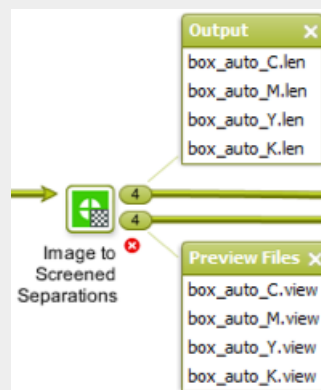 Output
box_auto_C.len
box_auto_M.len
box_auto_Y.len
box_auto_K.len
4
4
Image to
Screened
Separations
Preview Files
box_auto_C.view
box_auto_M.view
box_auto_Y.view
box_auto_K.view